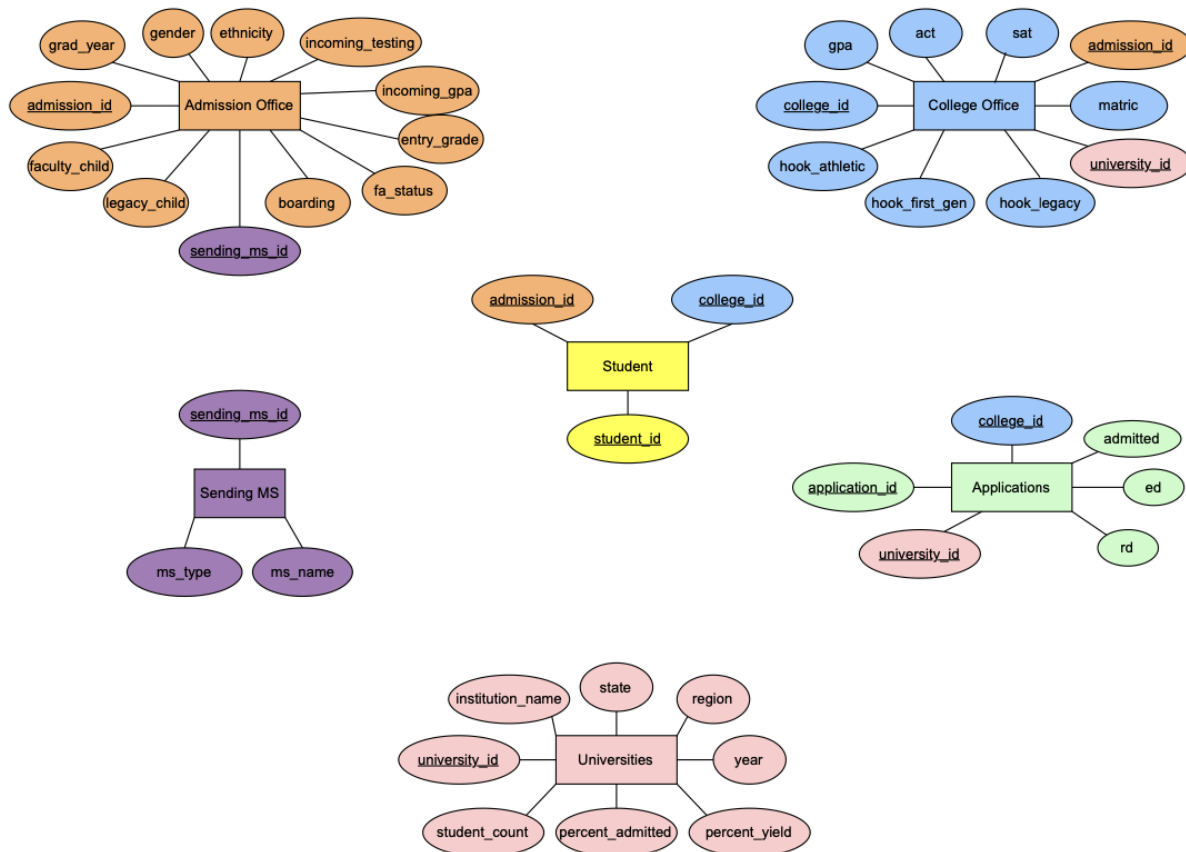 grad_year
gender
ethnicity
incoming_testing
admission_id
Admission Office
incoming_gpa
entry_grade
faculty_child
legacy_child
boarding
fa_status
sending_ms_id
gpa
act
sat
admission_id
college_id
College Office
matric
hook_athletic
university_id
hook_first_gen
hook_legacy
admission_id
college_id
Student
student_id
sending_ms_id
Sending MS
ms_type
ms_name
college_id
admitted
application_id
Applications
ed
university_id
rd
institution_name
state
region
university_id
Universities
year
student_count
percent_admitted
percent_yield